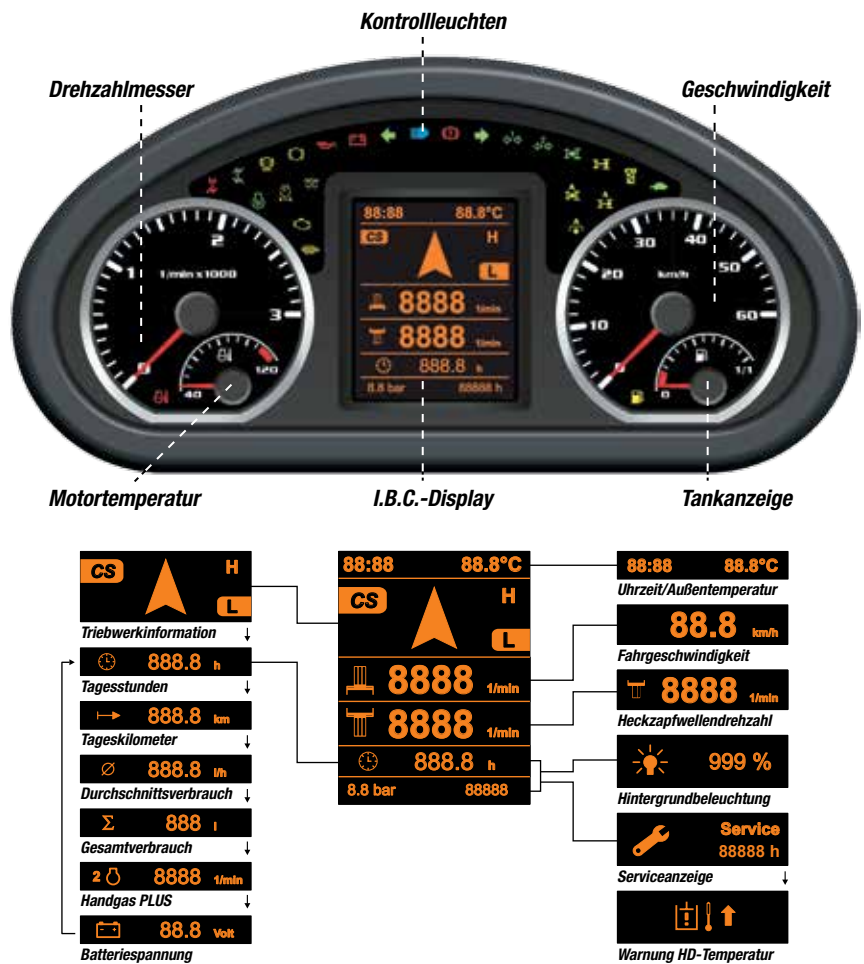 Kontrollleuchten
Drehzahlmesser
Geschwindigkeit
88:88 88.8°C
CS H
L
8888 1/min
8888 1/min
888.8 h
8.8 bar 88888 h
1/min x 1000
0 1 2 3
40 120
km/h
10 20 30 40 50 60
0 1/1
Motortemperatur
I.B.C.-Display
Tankanzeige
CS H
L
Triebwerkinformation
888.8 h
Tagesstunden
888.8 km
Tageskilometer
Ø 888.8 l/h
Durchschnittsverbrauch
Σ 888 l
Gesamtverbrauch
2 8888 1/min
Handgas PLUS
88.8 Volt
Batteriespannung
88:88 88.8°C
CS H
L
8888 1/min
8888 1/min
888.8 h
8.8 bar 88888
88:88 88.8°C
Uhrzeit/Außentemperatur
88.8 km/h
Fahrgeschwindigkeit
8888 1/min
Heckzapfwellendrehzahl
999 %
Hintergrundbeleuchtung
Service
88888 h
Serviceanzeige
Warnung HD-Temperatur